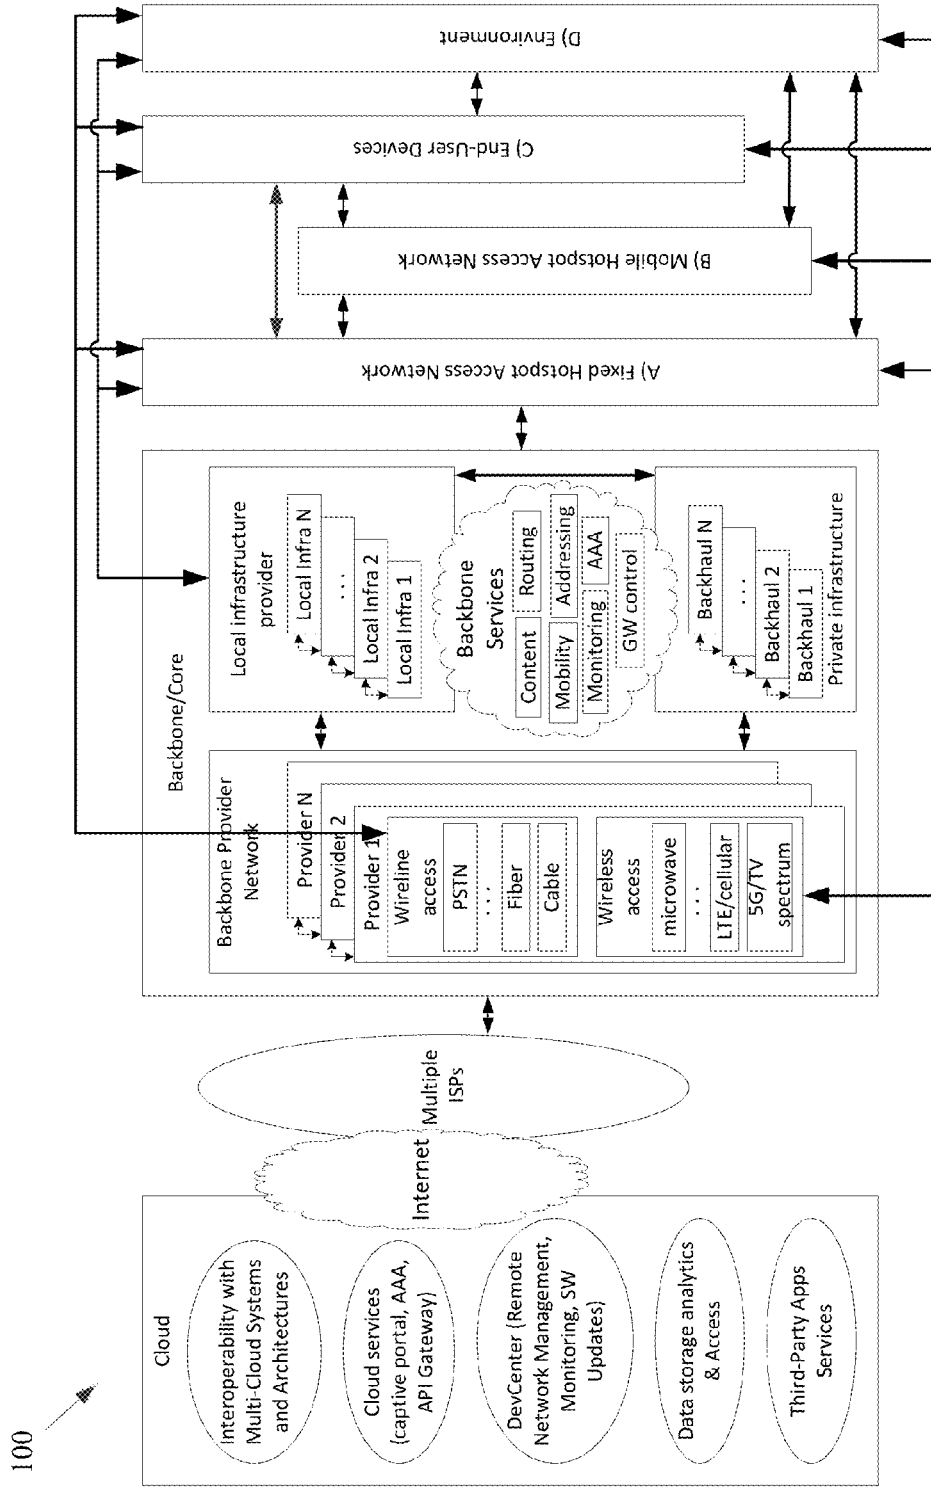 100
Cloud
Interoperability with
Multi-Cloud Systems
and Architectures
Cloud services
(captive portal, AAA,
API Gateway)
DevCenter (Remote
Network Management,
Monitoring, SW
Updates)
Data storage analytics
& Access
Third-Party Apps
Services
Internet
Multiple
ISPs
Backbone/Core
Backbone Provider
Network
Provider N
Provider 2
Provider 1
Wireline
access
PSTN
...
Fiber
Cable
Wireless
access
microwave
...
LTE/cellular
5G/TV
spectrum
Local Infrastructure
provider
Local Infra N
...
Local Infra 2
Local Infra 1
Backbone
Services
Content
Routing
Mobility
Addressing
Monitoring
AAA
GW control
Backhaul N
...
Backhaul 2
Backhaul 1
Private infrastructure
A) Fixed Hotspot Access Network
B) Mobile Hotspot Access Network
C) End-User Devices
D) Environment